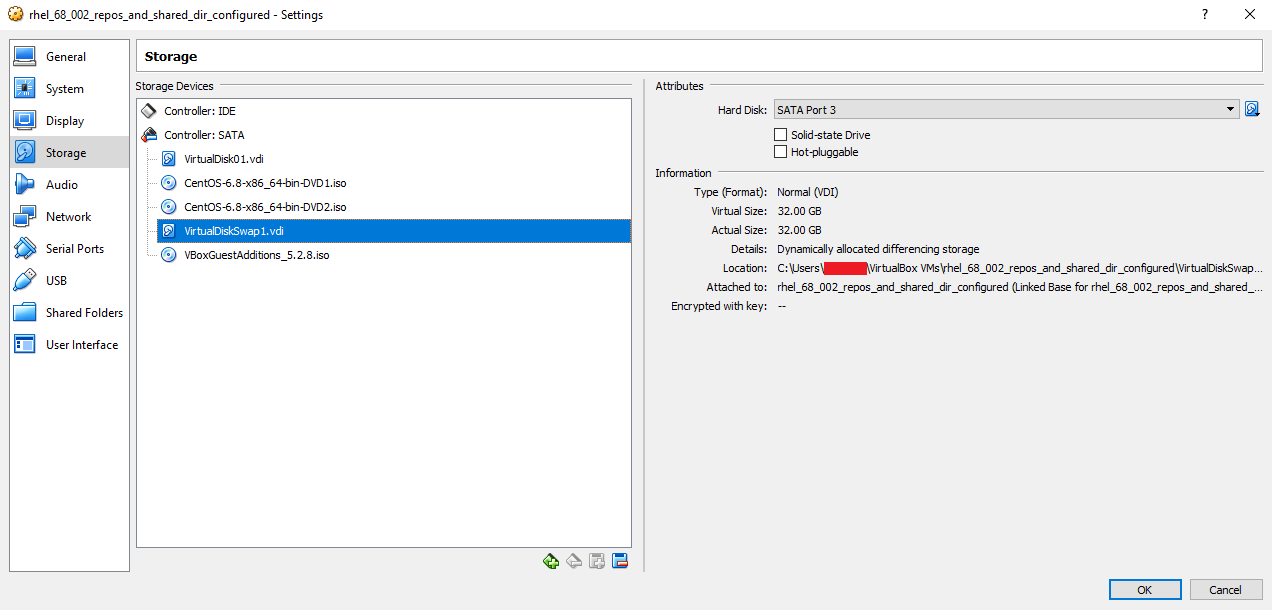 rhel_68_002_repos_and_shared_dir_configured - Settings
?
General
System
Display
Storage
Audio
Network
Serial Ports
USB
Shared Folders
User Interface
Storage
Storage Devices
Controller: IDE
Controller: SATA
VirtualDisk01.vdi
CentOS-6.8-x86_64-bin-DVD1.iso
CentOS-6.8-x86_64-bin-DVD2.iso
VirtualDiskSwap1.vdi
VBoxGuestAdditions_5.2.8.iso
Attributes
Hard Disk: SATA Port 3
Solid-state Drive
Hot-pluggable
Information
Type (Format): Normal (VDI)
Virtual Size: 32.00 GB
Actual Size: 32.00 GB
Details: Dynamically allocated differencing storage
Location: C:\Users\ \VirtualBox VMs\rhel_68_002_repos_and_shared_dir_configured\VirtualDiskSwap...
Attached to: rhel_68_002_repos_and_shared_dir_configured (Linked Base for rhel_68_002_repos_and_shared_...
Encrypted with key: --
OK Cancel